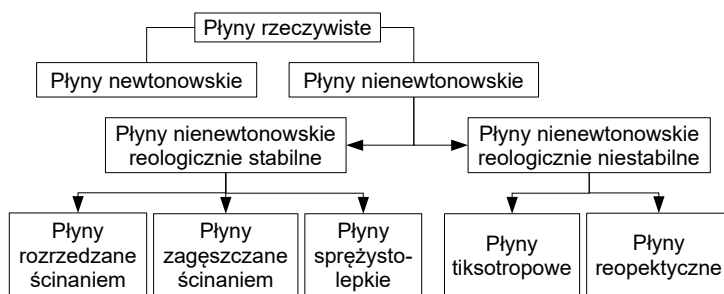 Płyny rzeczywiste
Płyny newtonowskie
Płyny nienewtonowskie
Płyny nienewtonowskie
reologicznie stabilne
Płyny nienewtonowskie
reologicznie niestabilne
Płyny
rozrzedzane
ścinaniem
Płyny
zagęszczane
ścinaniem
Płyny
sprężysto-
lepkie
Płyny
tiksotropowe
Płyny
reopektyczne